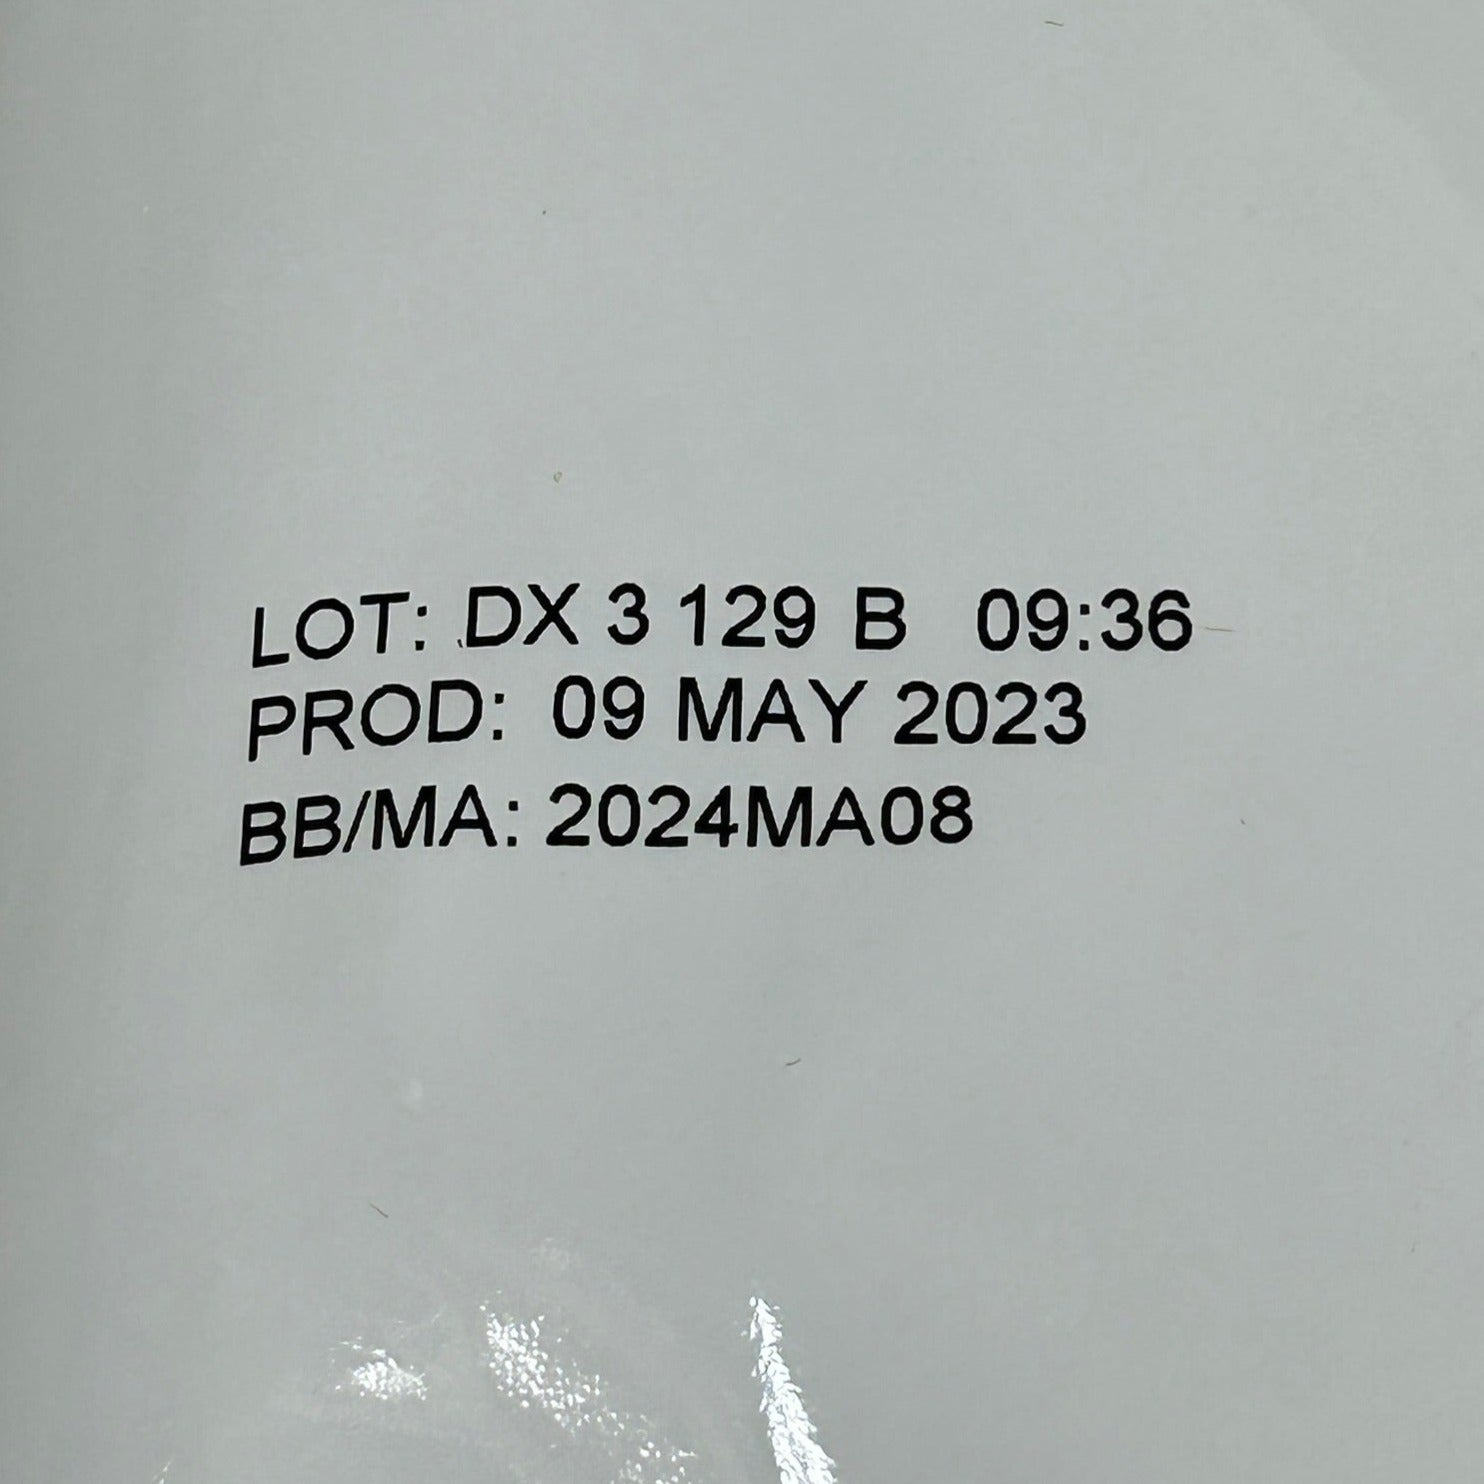 LOT: DX 3 129 B 09:36
PROD: 09 MAY 2023
BB/MA: 2024MA08